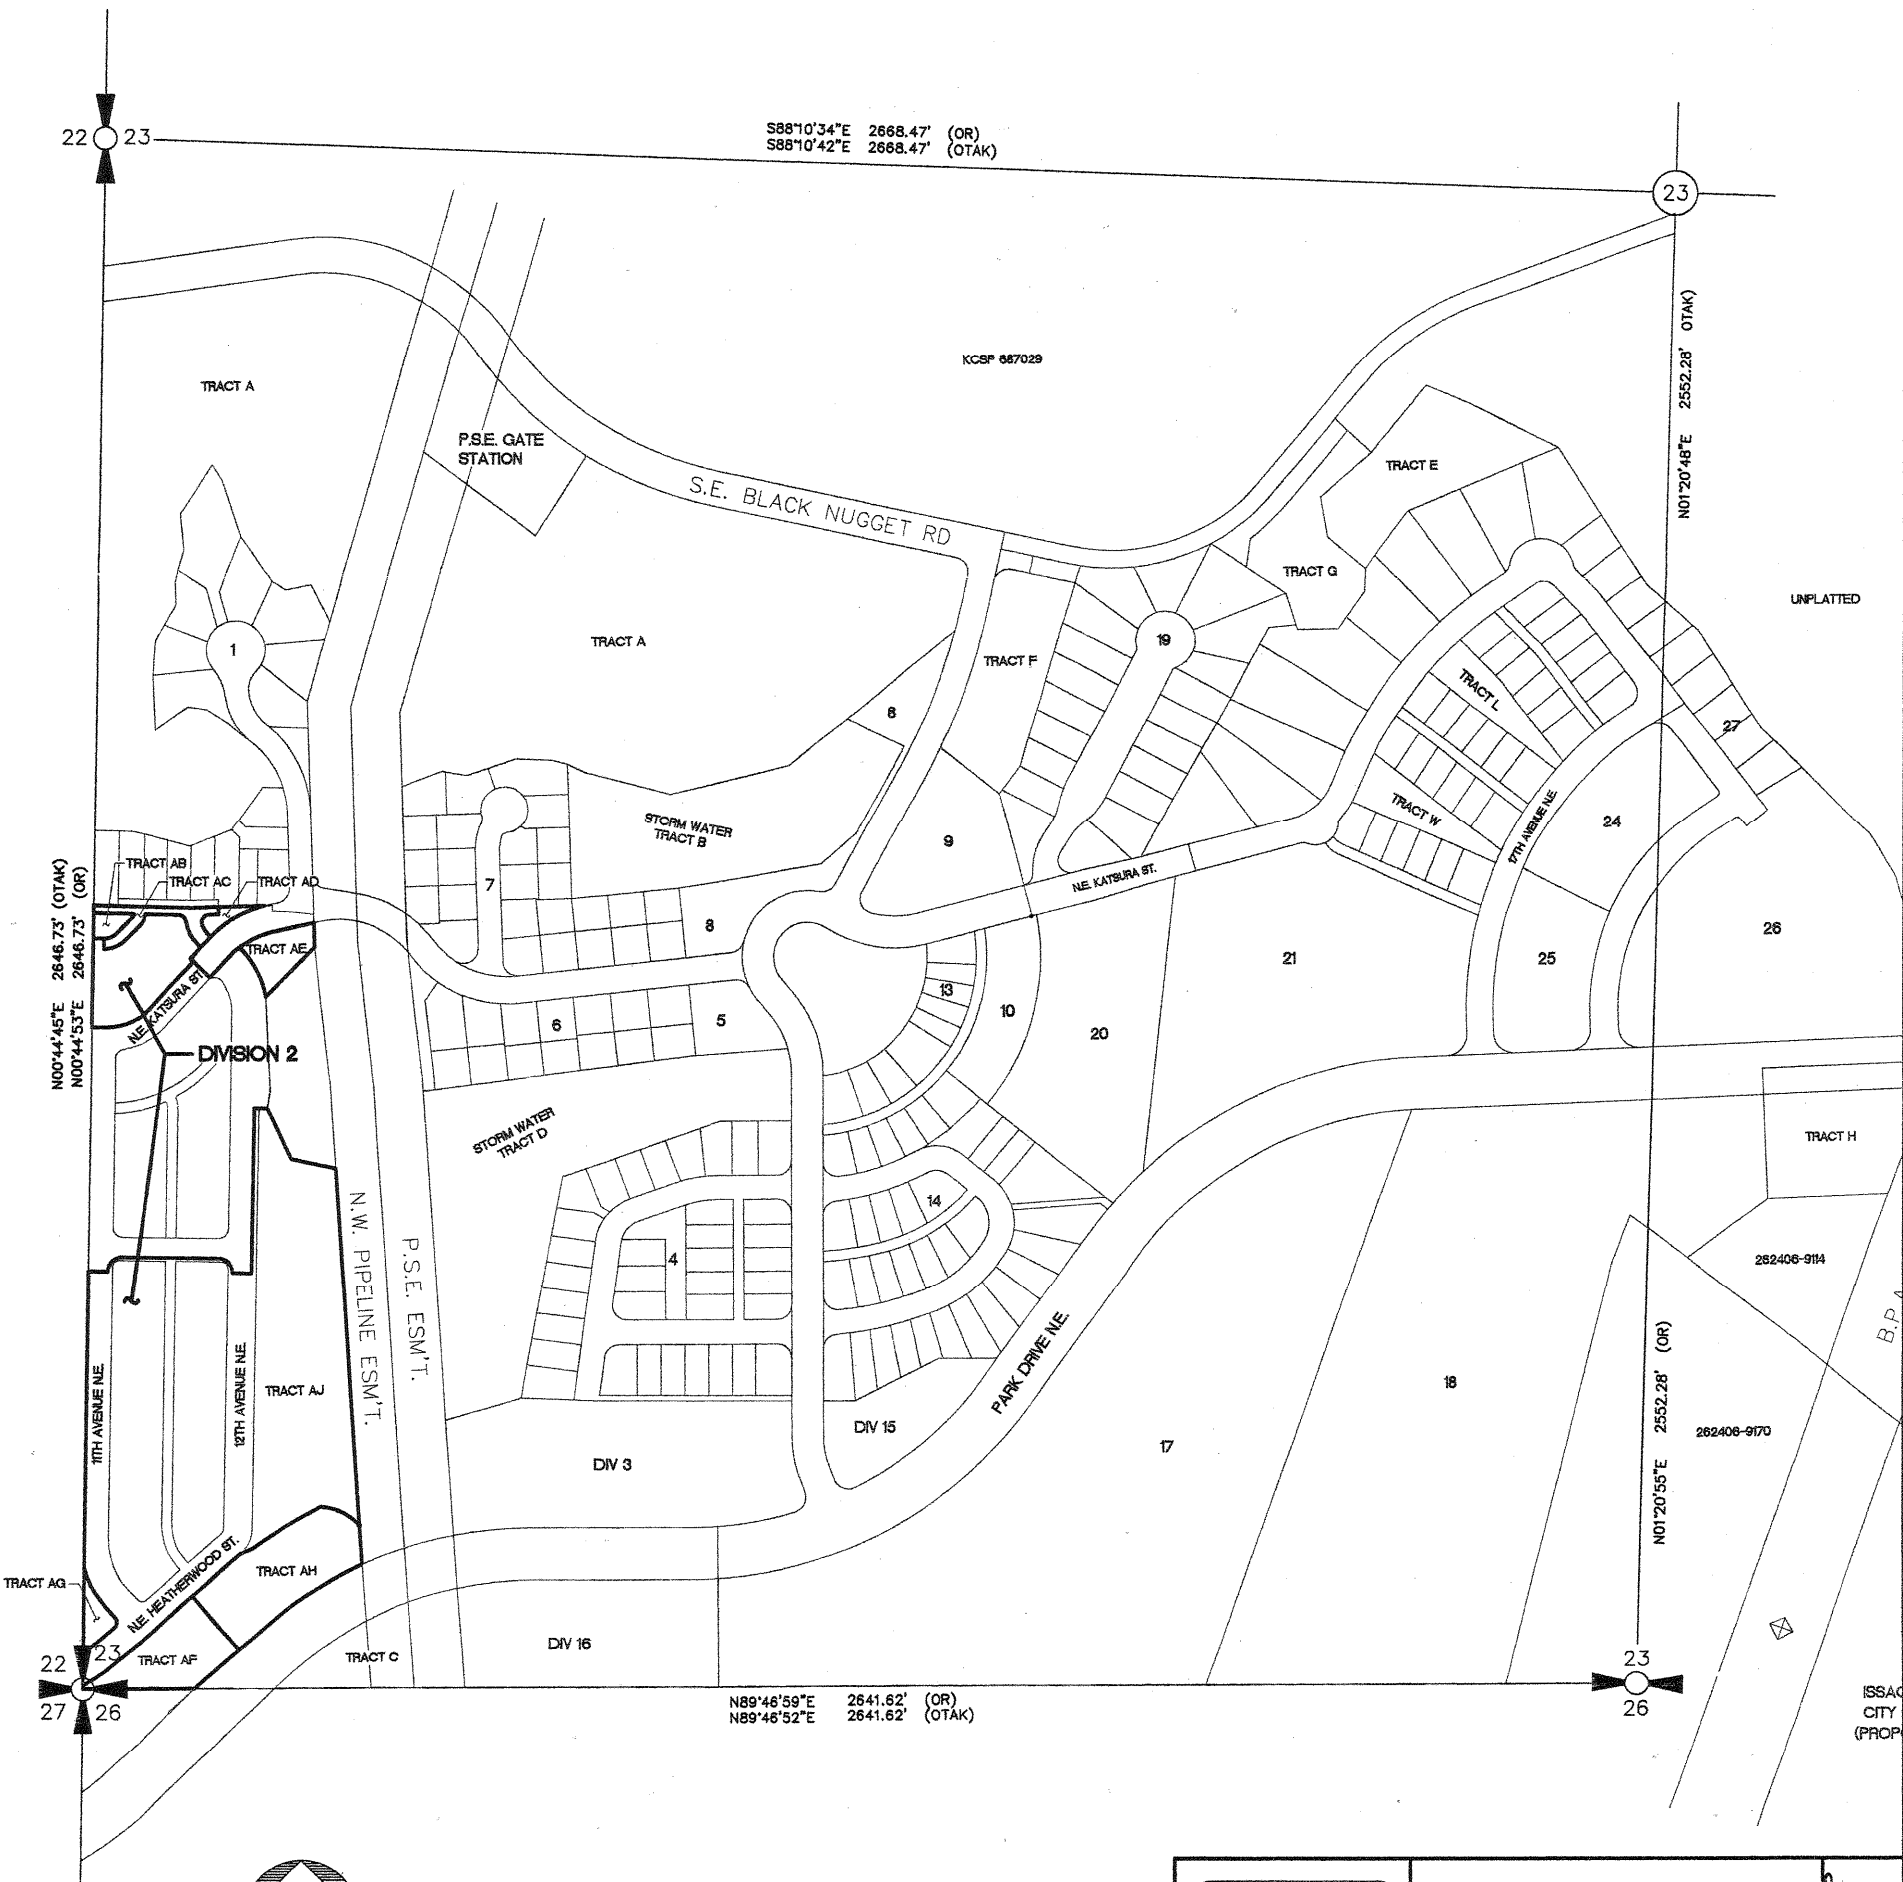 22
23
S88°10'34"E 2668.47' (OR)
S88°10'42"E 2668.47' (OTAK)
23
N01°20'48"E 2552.28' OTAK)
KCSP 687029
TRACT A
P.S.E. GATE
STATION
TRACT E
S.E. BLACK NUGGET RD
TRACT G
UNPLATTED
1
TRACT A
19
TRACT F
TRACT L
8
27
STORM WATER
TRACT B
TRACT W
17TH AVENUE N.E.
24
9
TRACT AB
TRACT AC
TRACT AD
7
N.E. KATSURA ST.
N00°44'45"E 2646.73' (OTAK)
N00°44'53"E 2646.73' (OR)
8
26
TRACT AE
21
25
13
10
N.E. KATSURA ST.
6
5
20
DIVISION 2
STORM WATER
TRACT D
TRACT H
14
4
262406-9114
N.W. PIPELINE ESM'T.
P.S.E. ESM'T.
B.P.A
11TH AVENUE N.E.
12TH AVENUE N.E.
TRACT AJ
PARK DRIVE N.E.
18
N01°20'55"E 2552.28' (OR)
262406-9170
DIV 15
17
DIV 3
TRACT AG
N.E. HEATHERWOOD ST.
TRACT AH
TRACT AF
TRACT C
DIV 16
22
23
27
26
23
26
N89°46'59"E 2641.62' (OR)
N89°46'52"E 2641.62' (OTAK)
ISSAQ
CITY
(PROP